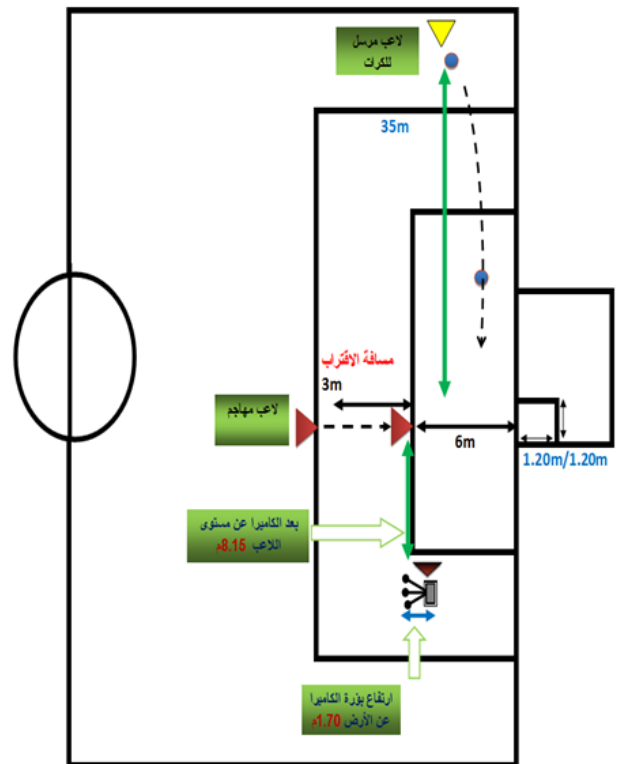 لاعب مرسل
للكرات
35m
مسافة الاقتراب
3m
لاعب مهاجم
6m
1.20m/1.20m
بعد الكاميرا عن مستوى
اللاعب 8.15م
ارتفاع بؤرة الكاميرا
عن الأرض 1.70م